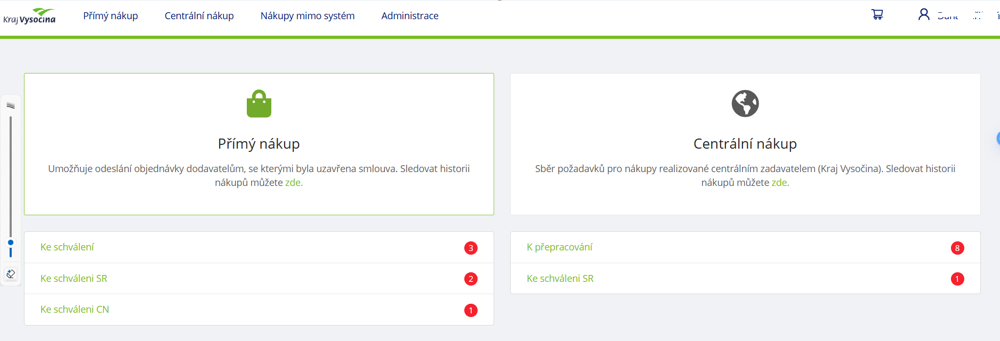 Kraj Vysočina
Přímý nákup
Centrální nákup
Nákupy mimo systém
Administrace
Přímý nákup
Umožňuje odeslání objednávky dodavatelům, se kterými byla uzavřena smlouva. Sledovat historii
nákupů můžete zde.
Centrální nákup
Sběr požadavků pro nákupy realizované centrálním zadavatelem (Kraj Vysočina). Sledovat historii
nákupů můžete zde.
Ke schválení 3
Ke schváleni SR 2
Ke schváleni CN 1
K přepracování 8
Ke schváleni SR 1